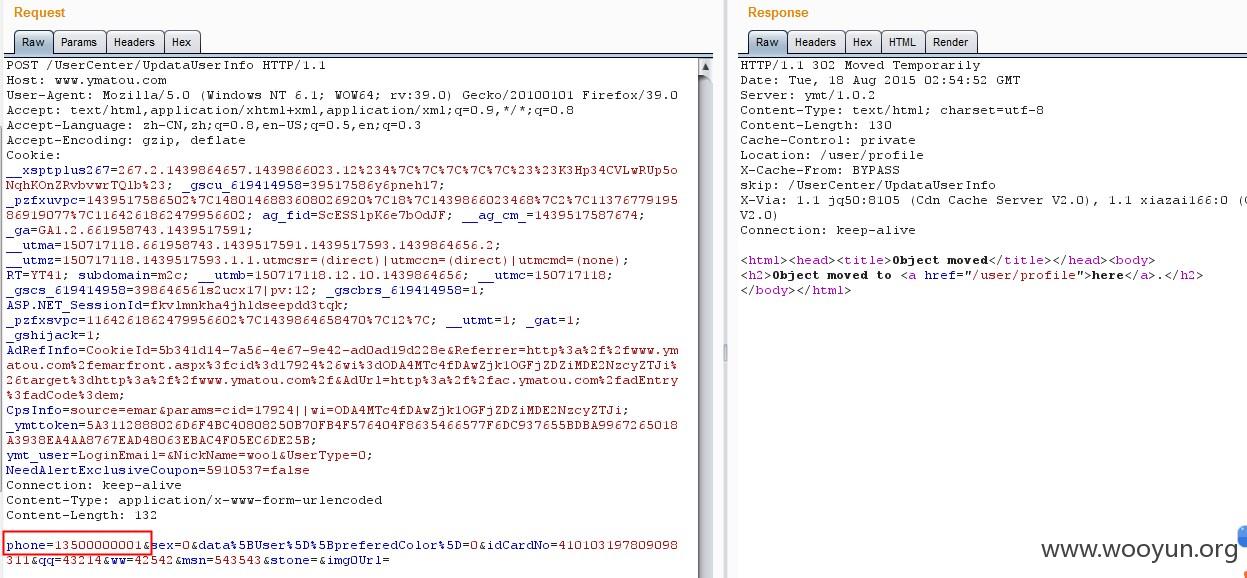 Request
Response
Raw Params Headers Hex
Raw Headers Hex HTML Render
POST /UserCenter/UpdataUserInfo HTTP/1.1
Host: www.ymatou.com
User-Agent: Mozilla/5.0 (Windows NT 6.1; WOW64; rv:39.0) Gecko/20100101 Firefox/39.0
Accept: text/html,application/xhtml+xml,application/xml;q=0.9,*/*;q=0.8
Accept-Language: zh-CN,zh;q=0.8,en-US;q=0.5,en;q=0.3
Accept-Encoding: gzip, deflate
Cookie:
__xsptplus267=267.2.1439864657.1439866023.12%234%7C%7C%7C%7C%7C%23%23K3Hp34CVLwRUp5o
NqhKOnZRvbvwrTQlb%23; _gscu_619414958=39517586y6pneh17;
_pzfxuvpc=1439517586502%7C1480146883608026920%7C18%7C1439866023468%7C2%7C11376779195
86919077%7C1164261862479956602; ag_fid=ScESSlpK6e7bOdJF; __ag_cm_=1439517587674;
_ga=GA1.2.661958743.1439517591;
__utma=150717118.661958743.1439517591.1439517593.1439864656.2;
__utmz=150717118.1439517593.1.1.utmcsr=(direct)|utmccn=(direct)|utmcmd=(none);
RT=YT41; subdomain=m2c; __utmb=150717118.12.10.1439864656; __utmc=150717118;
_gscs_619414958=398646561s2ucx17|pv:12; _gscbrs_619414958=1;
ASP.NET_SessionId=fkvlmnkha4jhldseepdd3tqk;
_pzfxsvpc=1164261862479956602%7C1439864658470%7C12%7C; __utmt=1; _gat=1;
_gshijack=1;
AdRefInfo=CookieId=5b341d14-7a56-4e67-9e42-ad0ad19d228e&Referrer=http%3a%2f%2fwww.ym
atou.com%2femarfront.aspx%3fcid%3d17924%26wi%3dODA4MTc4fDAwZjk1OGFjZDZiMDE2NzcyZTJi%
26target%3dhttp%3a%2f%2fwww.ymatou.com%2f&AdUrl=http%3a%2f%2fac.ymatou.com%2fadEntry
%3fadCode%3dem;
CpsInfo=source=emar&params=cid=17924||wi=ODA4MTc4fDAwZjk1OGFjZDZiMDE2NzcyZTJi;
_ymttoken=5A3112888026D6F4BC40808250B70FB4F576404F8635466577F6DC937655BDBA9967265018
A3938EA4AA8767EAD48063EBAC4F05EC6DE25B;
ymt_user=LoginEmail=&NickName=woo1&UserType=0;
NeedAlertExclusiveCoupon=5910537=false
Connection: keep-alive
Content-Type: application/x-www-form-urlencoded
Content-Length: 132
phone=13500000001&sex=0&data%5BUser%5D%5BpreferedColor%5D=0&idCardNo=410103197809098
311&qq=43214&ww=42542&msn=543543&stone=&img0Url=
HTTP/1.1 302 Moved Temporarily
Date: Tue, 18 Aug 2015 02:54:52 GMT
Server: ymt/1.0.2
Content-Type: text/html; charset=utf-8
Content-Length: 130
Cache-Control: private
Location: /user/profile
X-Cache-From: BYPASS
skip: /UserCenter/UpdataUserInfo
X-Via: 1.1 jq50:8105 (Cdn Cache Server V2.0), 1.1 xiazai166:0 (
V2.0)
Connection: keep-alive
<html><head><title>Object moved</title></head><body>
<h2>Object moved to <a href="/user/profile">here</a>.</h2>
</body></html>
www.wooyun.org